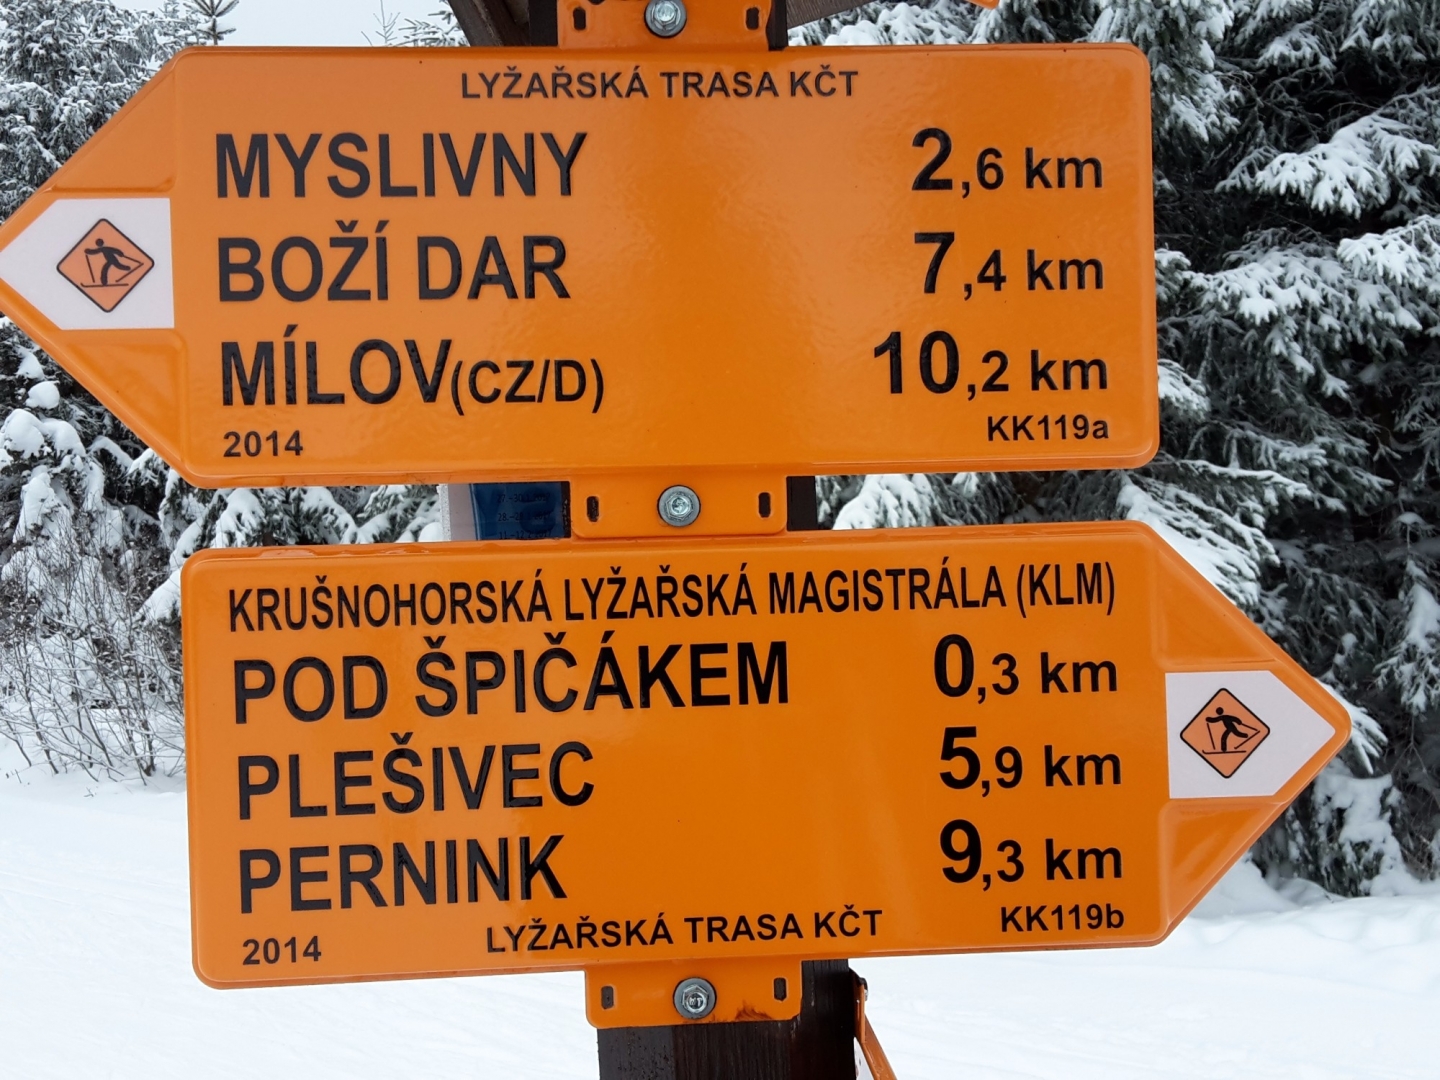 LYŽAŘSKÁ TRASA KČT
MYSLIVNY 2,6 km
BOŽÍ DAR 7,4 km
MÍLOV(CZ/D) 10,2 km
2014 KK119a
KRUŠNOHORSKÁ LYŽAŘSKÁ MAGISTRÁLA (KLM)
POD ŠPIČÁKEM 0,3 km
PLEŠIVEC 5,9 km
PERNINK 9,3 km
2014 LYŽAŘSKÁ TRASA KČT KK119b